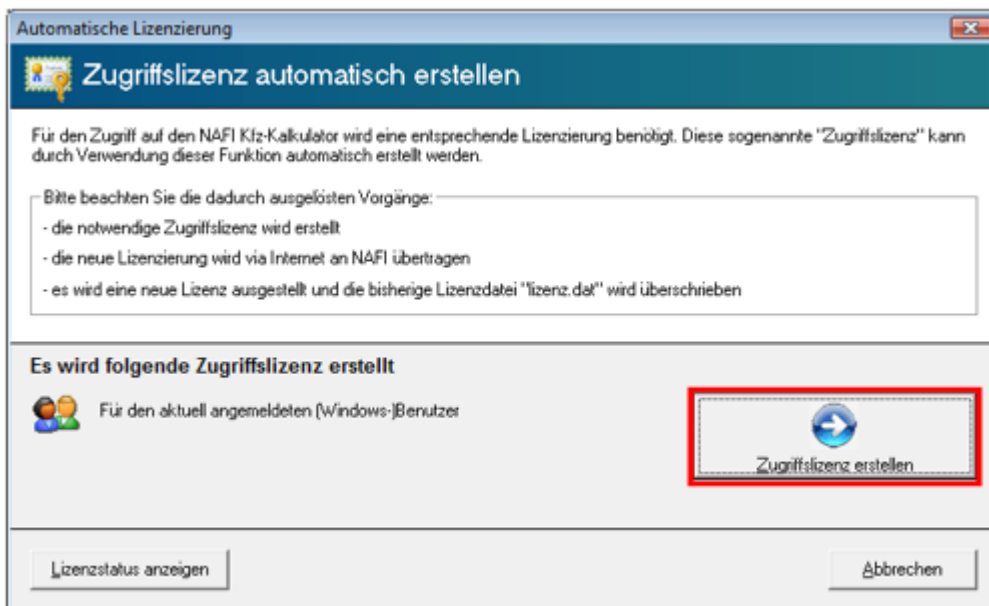 Automatische Lizenzierung
Zugriffslizenz automatisch erstellen
Für den Zugriff auf den NAFI Kfz-Kalkulator wird eine entsprechende Lizenzierung benötigt. Diese sogenannte "Zugriffslizenz" kann
durch Verwendung dieser Funktion automatisch erstellt werden.
Bitte beachten Sie die dadurch ausgelösten Vorgänge:
- die notwendige Zugriffslizenz wird erstellt
- die neue Lizenzierung wird via Internet an NAFI übertragen
- es wird eine neue Lizenz ausgestellt und die bisherige Lizenzdatei "lizenz.dat" wird überschrieben
Es wird folgende Zugriffslizenz erstellt
Für den aktuell angemeldeten (Windows-)Benutzer
Zugriffslizenz erstellen
Lizenzstatus anzeigen
Abbrechen